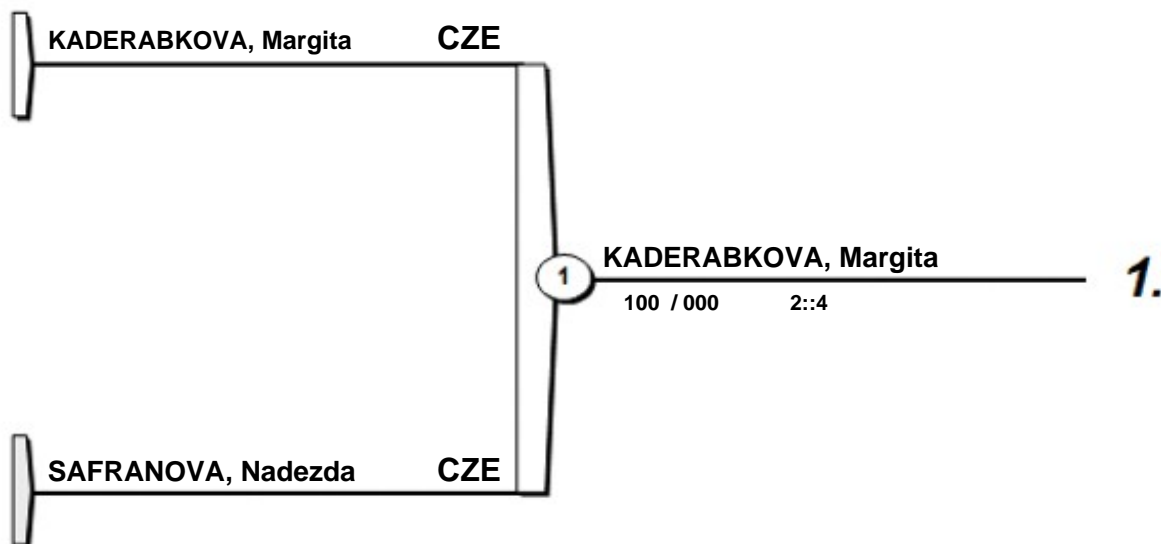 KADERABKOVA, Margita CZE
1 KADERABKOVA, Margita 1.
100 / 000 2::4
SAFRANOVA, Nadezda CZE